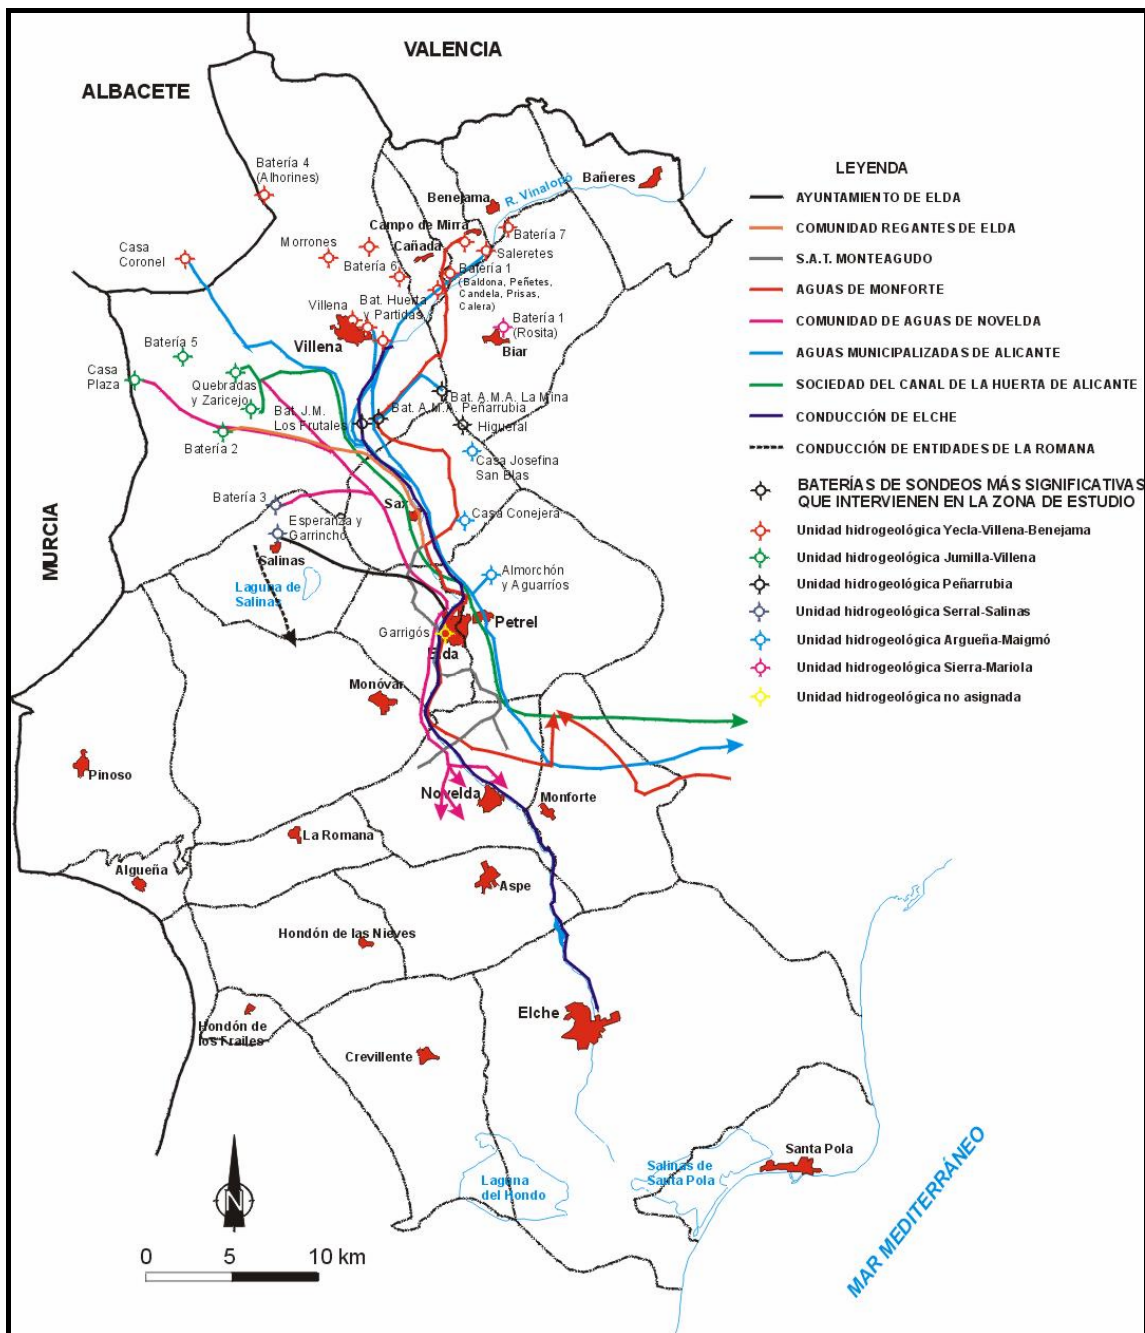 VALENCIA
ALBACETE
MURCIA
Batería 4
(Alhorines)
Bañeres
Benejama
R. Vinalopó
Campo de Mirra
Batería 7
Casa
Coronel
Morrones
Cañada
Saleretes
Batería 6
Batería 1
(Baldona, Peñetes,
Candela, Prisas,
Calera)
Villena
Bat. Huerta
y Partidas
Villena
Batería 1
(Rosita)
Biar
Batería 5
Casa
Plaza
Quebradas
y Zaricejo
Bat. A.M.A. La Mina
Bat. J.M.
Los Frutales
Bat. A.M.A. Peñarrubia
Higueral
Batería 2
Casa Josefina
San Blas
Batería 3
Sax
Casa Conejera
Esperanza y
Garrincho
Salinas
Laguna de
Salinas
Almorchón
y Aguarríos
Petrel
Garrigós
Elda
Monóvar
Pinoso
Novelda
Monforte
La Romana
Algueña
Aspe
Hondón de las Nieves
Hondón de
los Frailes
Elche
Crevillente
Santa Pola
Salinas de
Santa Pola
Laguna
del Hondo
MAR MEDITERRÁNEO
N
0 5 10 km
LEYENDA
AYUNTAMIENTO DE ELDA
COMUNIDAD REGANTES DE ELDA
S.A.T. MONTEAGUDO
AGUAS DE MONFORTE
COMUNIDAD DE AGUAS DE NOVELDA
AGUAS MUNICIPALIZADAS DE ALICANTE
SOCIEDAD DEL CANAL DE LA HUERTA DE ALICANTE
CONDUCCIÓN DE ELCHE
CONDUCCIÓN DE ENTIDADES DE LA ROMANA
BATERÍAS DE SONDEOS MÁS SIGNIFICATIVAS
QUE INTERVIENEN EN LA ZONA DE ESTUDIO
Unidad hidrogeológica Yecla-Villena-Benejama
Unidad hidrogeológica Jumilla-Villena
Unidad hidrogeológica Peñarrubia
Unidad hidrogeológica Serral-Salinas
Unidad hidrogeológica Argueña-Maigmó
Unidad hidrogeológica Sierra-Mariola
Unidad hidrogeológica no asignada